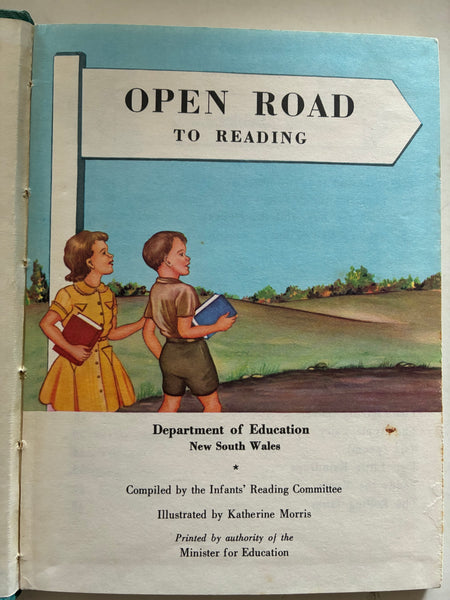 OPEN ROAD
TO READING
Department of Education
New South Wales
*
Compiled by the Infants' Reading Committee
Illustrated by Katherine Morris
Printed by authority of the
Minister for Education